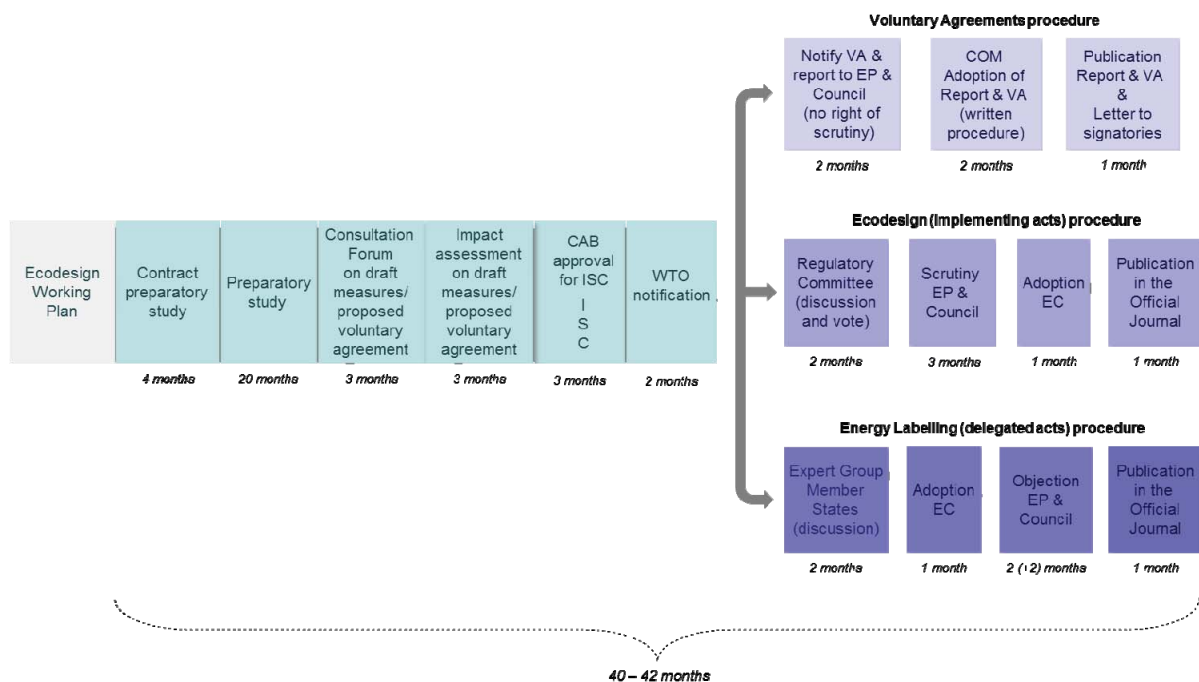 Voluntary Agreements procedure
Notify VA &
report to EP &
Council
(no right of
scrutiny)
2 months
COM
Adoption of
Report & VA
(written
procedure)
2 months
Publication
Report & VA
&
Letter to
signatories
1 month
Ecodesign
Working
Plan
Contract
preparatory
study
4 months
Preparatory
study
20 months
Consultation
Forum
on draft
measures/
proposed
voluntary
agreement
3 months
Impact
assessment
on draft
measures/
proposed
voluntary
agreement
3 months
CAB
approval
for ISC
I
S
C
3 months
WTO
notification
2 months
Ecodesign (implementing acts) procedure
Regulatory
Committee
(discussion
and vote)
2 months
Scrutiny
EP &
Council
3 months
Adoption
EC
1 month
Publication
in the
Official
Journal
1 month
Energy Labelling (delegated acts) procedure
Expert Group
Member
States
(discussion)
2 months
Adoption
EC
1 month
Objection
EP &
Council
2 (+2) months
Publication
in the
Official
Journal
1 month
40 – 42 months